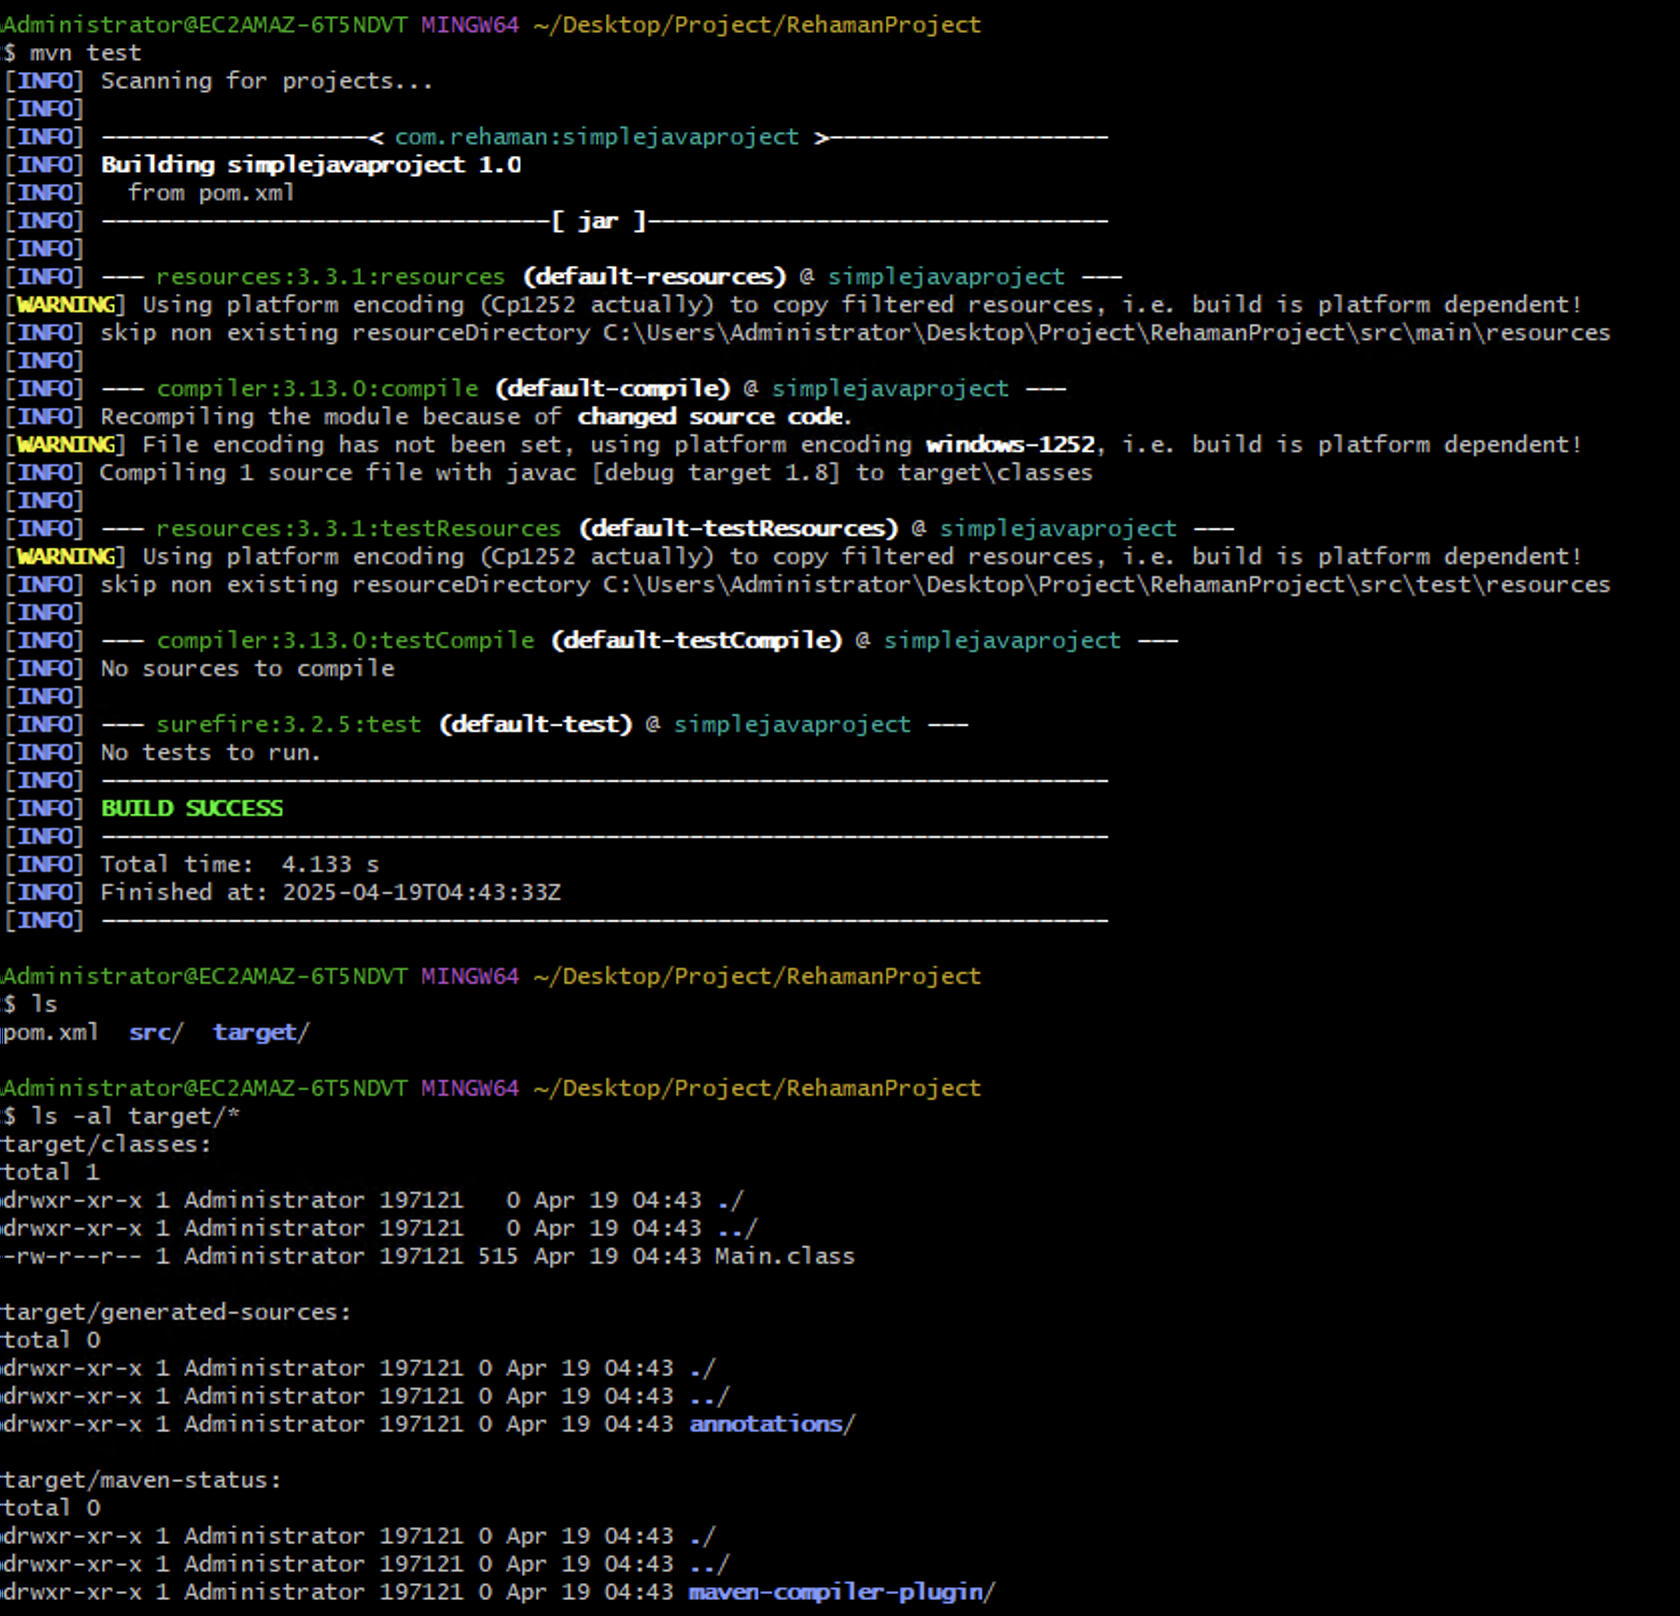 Administrator@EC2AMAZ-6T5NDVT MINGW64 ~/Desktop/Project/RehamanProject
$ mvn test
[INFO] Scanning for projects...
[INFO]
[INFO] -------------------< com.rehaman:simplejavaproject >--------------------
[INFO] Building simplejavaproject 1.0
[INFO]   from pom.xml
[INFO] --------------------------------[ jar ]---------------------------------
[INFO]
[INFO] --- resources:3.3.1:resources (default-resources) @ simplejavaproject ---
[WARNING] Using platform encoding (Cp1252 actually) to copy filtered resources, i.e. build is platform dependent!
[INFO] skip non existing resourceDirectory C:\Users\Administrator\Desktop\Project\RehamanProject\src\main\resources
[INFO]
[INFO] --- compiler:3.13.0:compile (default-compile) @ simplejavaproject ---
[INFO] Recompiling the module because of changed source code.
[WARNING] File encoding has not been set, using platform encoding windows-1252, i.e. build is platform dependent!
[INFO] Compiling 1 source file with javac [debug target 1.8] to target\classes
[INFO]
[INFO] --- resources:3.3.1:testResources (default-testResources) @ simplejavaproject ---
[WARNING] Using platform encoding (Cp1252 actually) to copy filtered resources, i.e. build is platform dependent!
[INFO] skip non existing resourceDirectory C:\Users\Administrator\Desktop\Project\RehamanProject\src\test\resources
[INFO]
[INFO] --- compiler:3.13.0:testCompile (default-testCompile) @ simplejavaproject ---
[INFO] No sources to compile
[INFO]
[INFO] --- surefire:3.2.5:test (default-test) @ simplejavaproject ---
[INFO] No tests to run.
[INFO] ------------------------------------------------------------------------
[INFO] BUILD SUCCESS
[INFO] ------------------------------------------------------------------------
[INFO] Total time:  4.133 s
[INFO] Finished at: 2025-04-19T04:43:33Z
[INFO] ------------------------------------------------------------------------
Administrator@EC2AMAZ-6T5NDVT MINGW64 ~/Desktop/Project/RehamanProject
$ ls
pom.xml  src/  target/
Administrator@EC2AMAZ-6T5NDVT MINGW64 ~/Desktop/Project/RehamanProject
$ ls -al target/*
target/classes:
total 1
drwxr-xr-x 1 Administrator 197121   0 Apr 19 04:43 ./
drwxr-xr-x 1 Administrator 197121   0 Apr 19 04:43 ../
-rw-r--r-- 1 Administrator 197121 515 Apr 19 04:43 Main.class
target/generated-sources:
total 0
drwxr-xr-x 1 Administrator 197121 0 Apr 19 04:43 ./
drwxr-xr-x 1 Administrator 197121 0 Apr 19 04:43 ../
drwxr-xr-x 1 Administrator 197121 0 Apr 19 04:43 annotations/
target/maven-status:
total 0
drwxr-xr-x 1 Administrator 197121 0 Apr 19 04:43 ./
drwxr-xr-x 1 Administrator 197121 0 Apr 19 04:43 ../
drwxr-xr-x 1 Administrator 197121 0 Apr 19 04:43 maven-compiler-plugin/